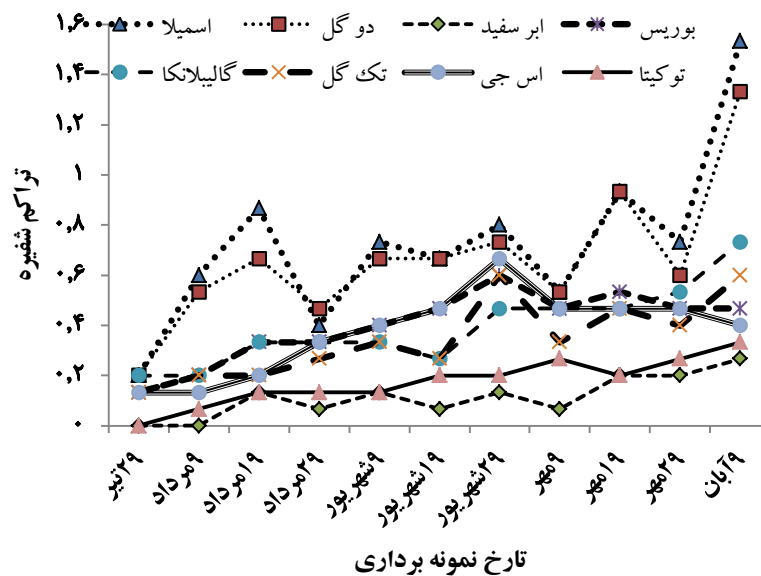 اسمیلا دو گل ابر سفید بوریس
گالیبلانکا تک گل اس جی توکیتا
۱,۶
۱,۴
۱,۲
۱
۰,۸
۰,۶
۰,۴
۰,۲
۰
تراکم شفیره
۲۹تیر ۹مرداد ۱۹مرداد ۲۹مرداد ۹شهریور ۱۹شهریور ۲۹شهریور ۹مهر ۱۹مهر ۲۹مهر ۹آبان
تارخ نمونه برداری